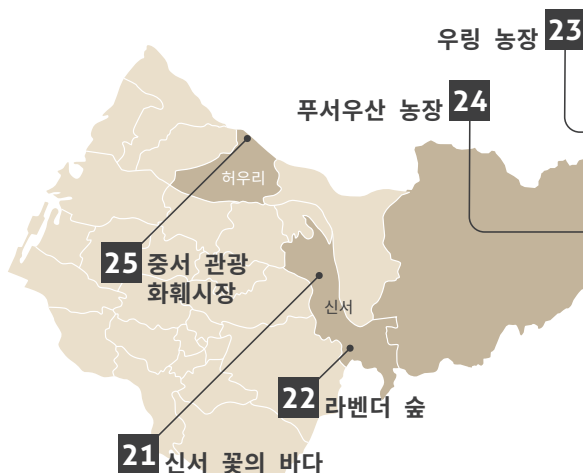 우링 농장 23
푸서우산 농장 24
허우리
25 중서 관광
화훼시장
신서
22 라벤더 숲
21 신서 꽃의 바다